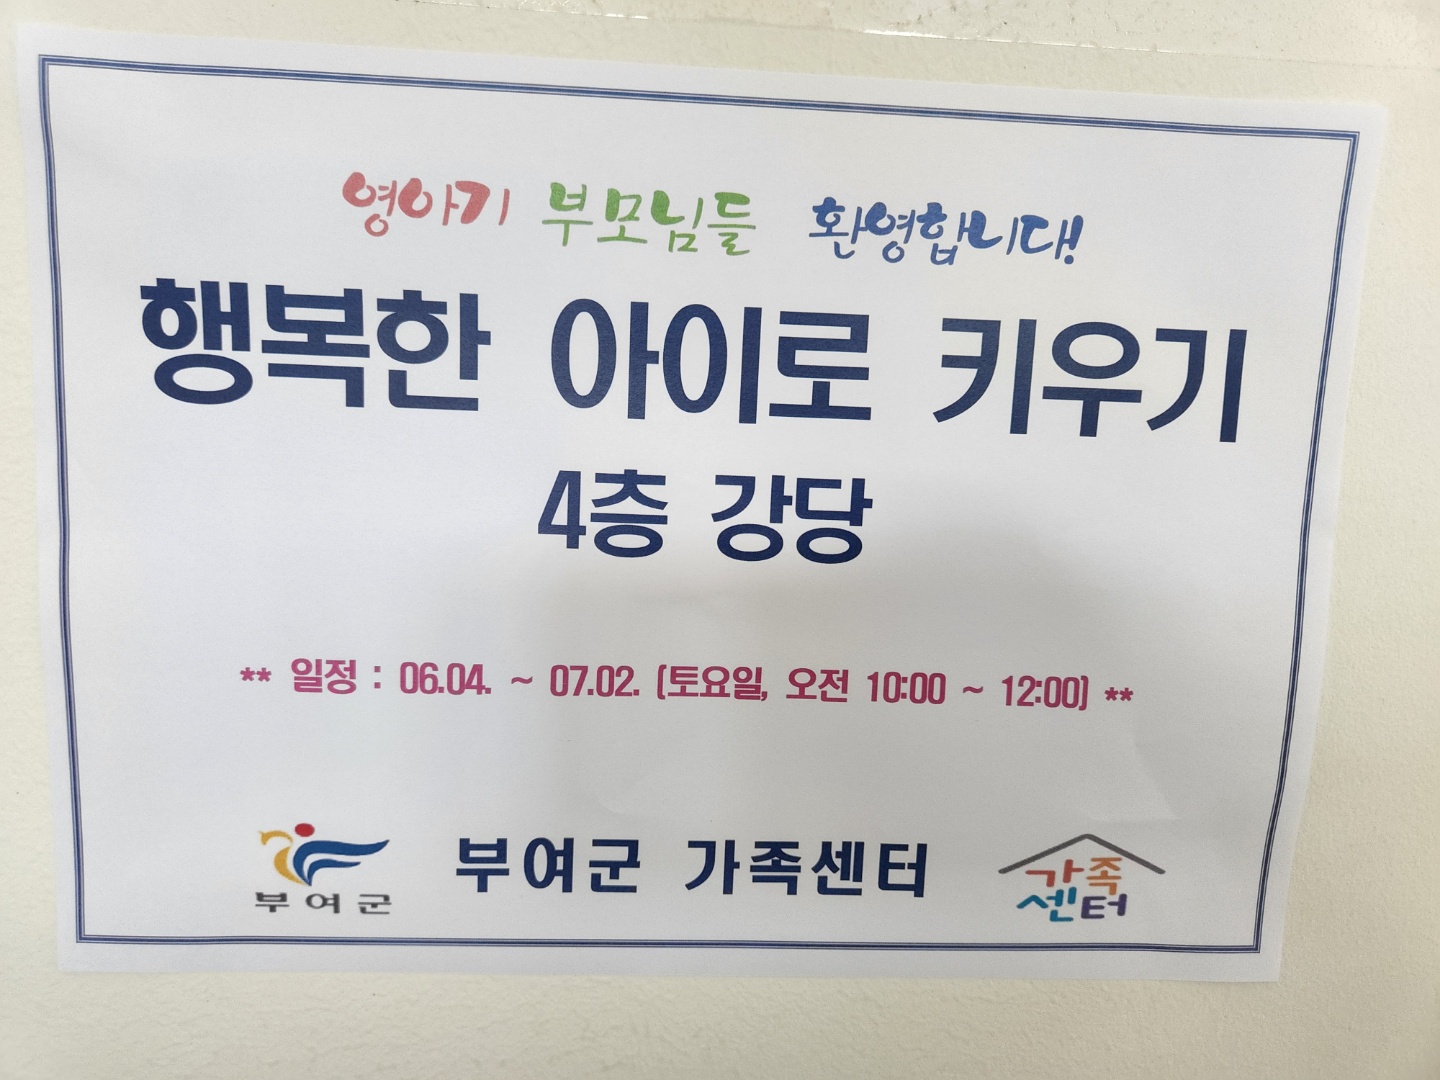 영아기 부모님들 환영합니다!
행복한 아이로 키우기
4층 강당
** 일정 : 06.04. ~ 07.02. (토요일, 오전 10:00 ~ 12:00) **
부여군
부여군 가족센터
가족
센터